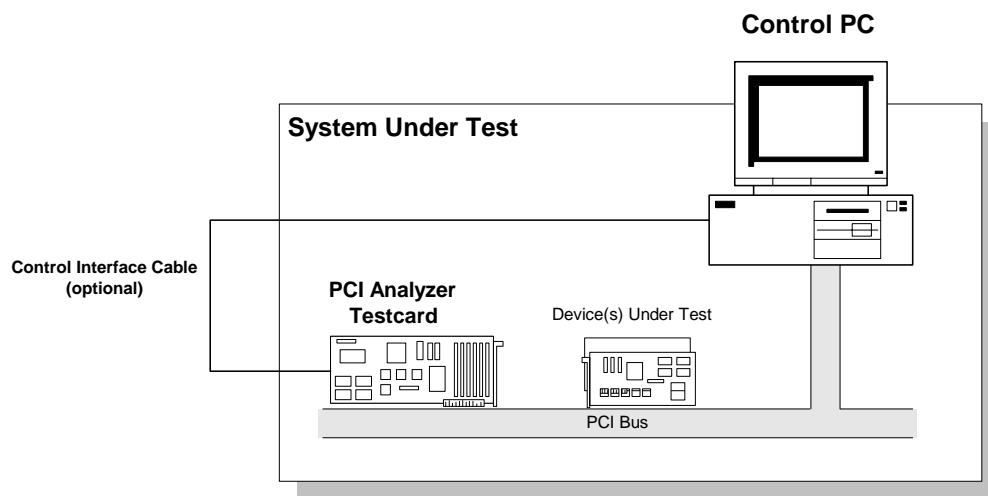 Control PC
System Under Test
Control Interface Cable
(optional)
PCI Analyzer
Testcard
Device(s) Under Test
PCI Bus